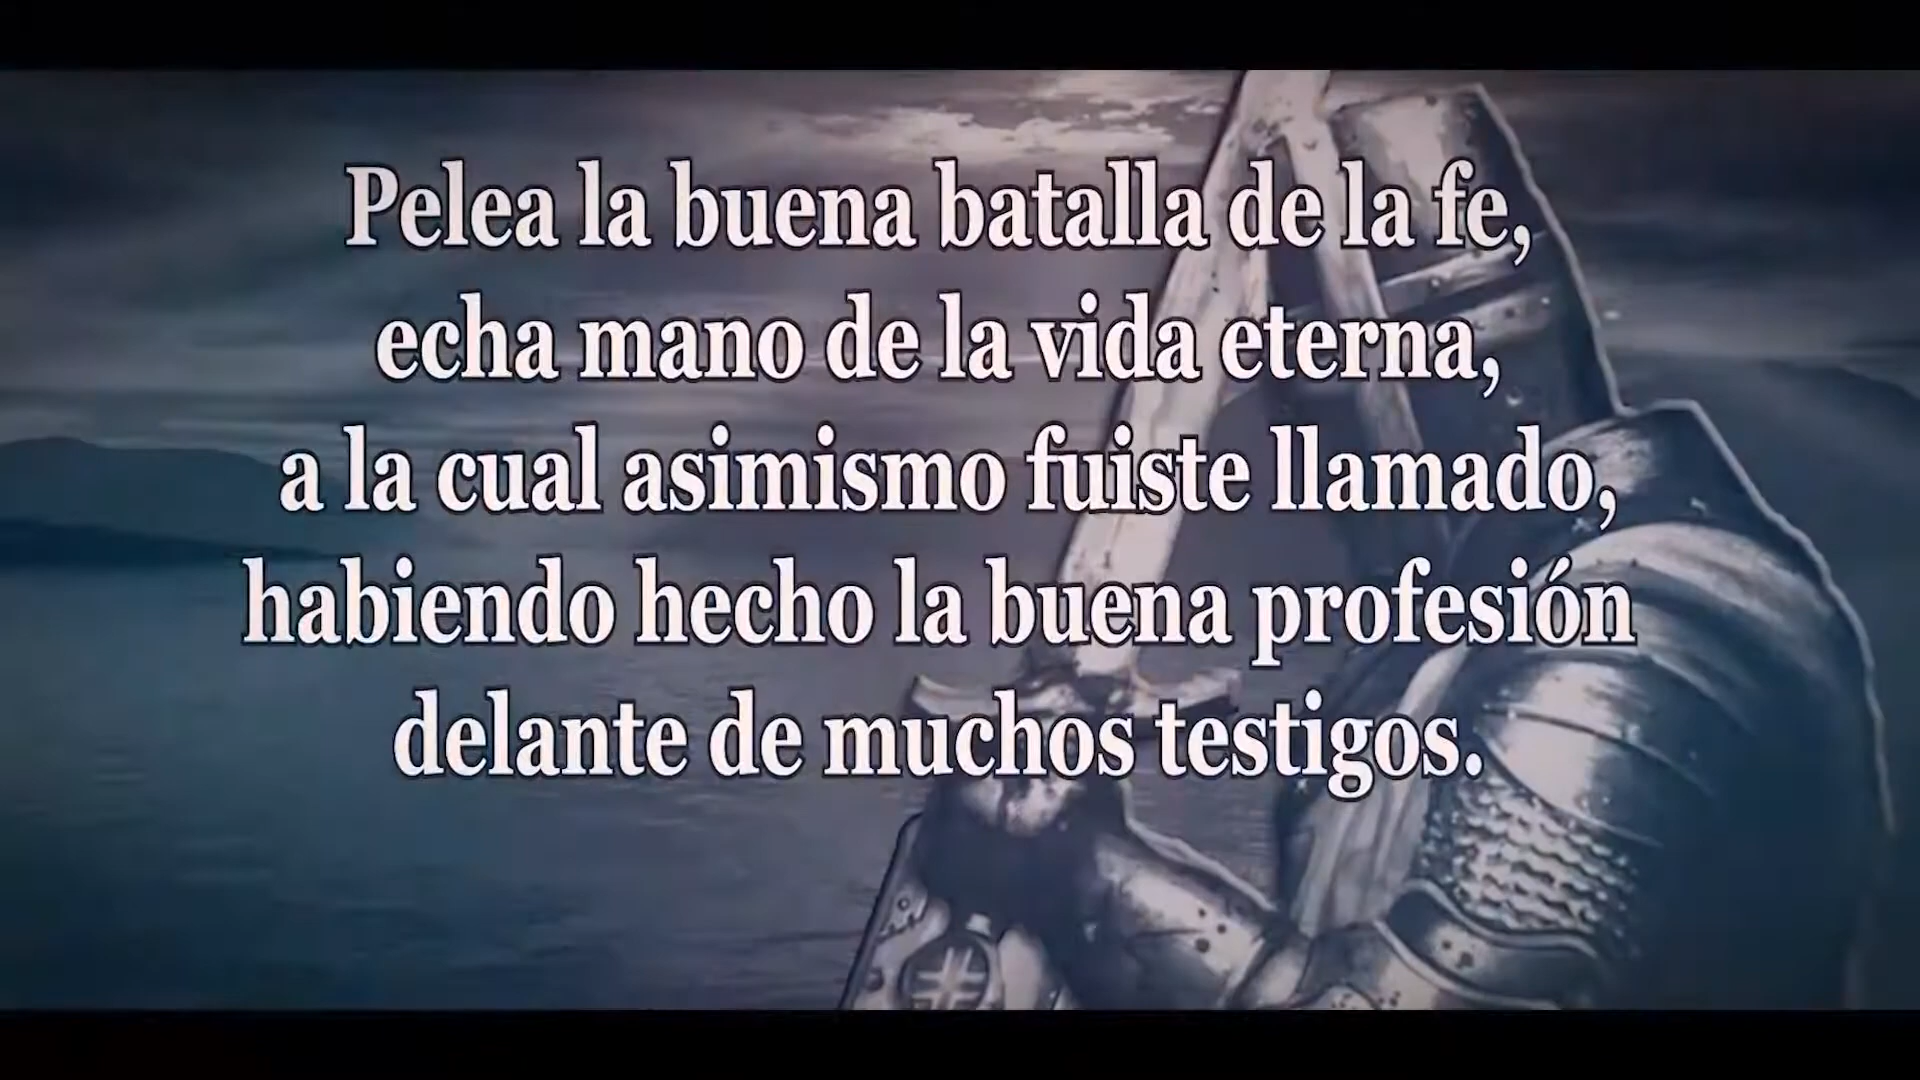 Pelea la buena batalla de la fe,
echa mano de la vida eterna,
a la cual asimismo fuiste llamado,
habiendo hecho la buena profesión
delante de muchos testigos.